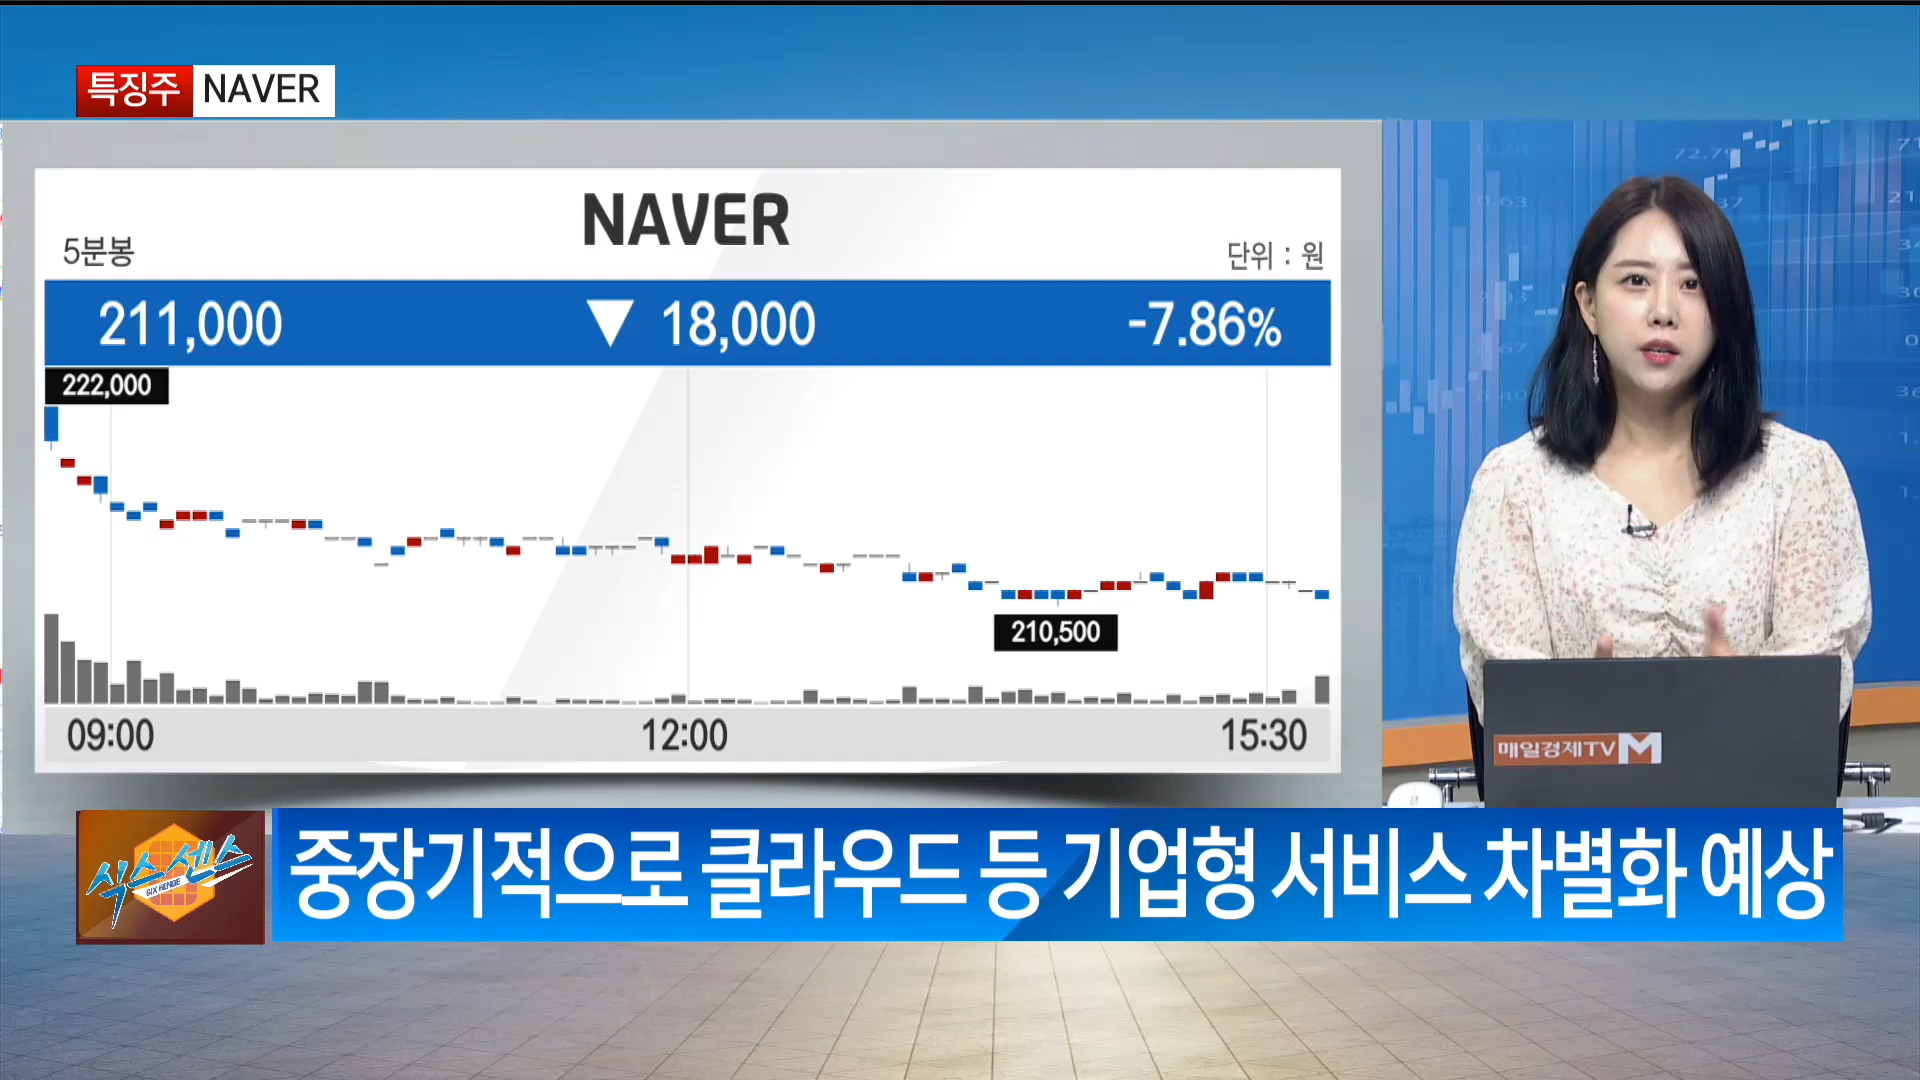 특징주 NAVER
NAVER
5분봉
단위 : 원
211,000 ▼ 18,000 -7.86%
222,000
210,500
09:00 12:00 15:30
매일경제TV M
식스센스
SIX SENSE
중장기적으로 클라우드 등 기업형 서비스 차별화 예상